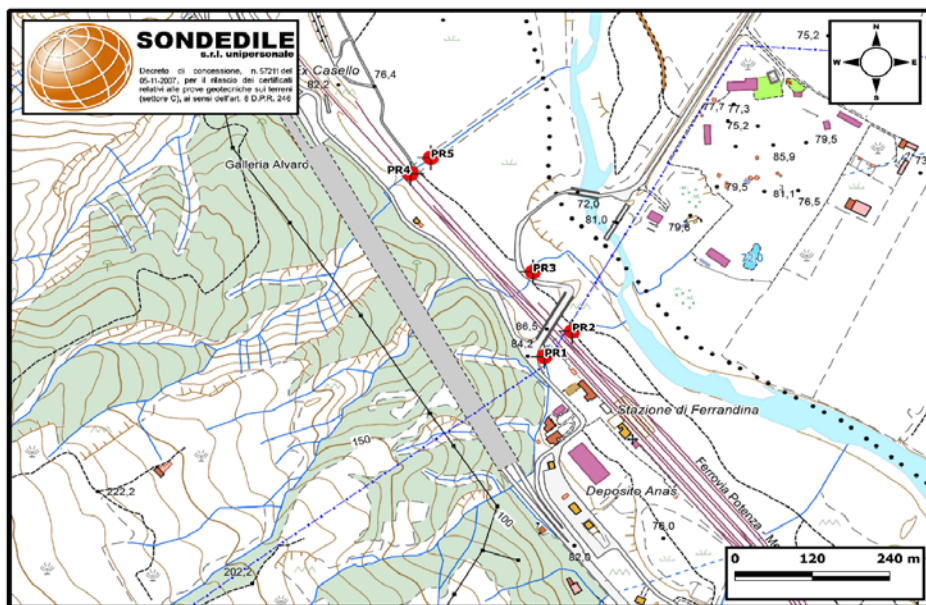 SONDEDILE
s.r.l. unipersonale
Decreto di concessione, n. 57211 del
05-11-2007, per il rilascio dei certificati
relativi alle prove geotecniche sui terreni
(settore C), ai sensi dell'art. 8 D.P.R. 246
N
W
E
S
75,2
Ex Casello
82,2
76,4
77,7
77,3
75,2
79,5
85,9
79,5
81,1
76,5
Galleria Alvaro
PR5
PR4
72,0
81,0
79,6
PR3
86,5
84,2
PR2
PR1
Stazione di Ferrandina
150
Ferrovia Potenza
Deposito Anas
222,2
100
76,0
82,0
202,2
0
120
240 m